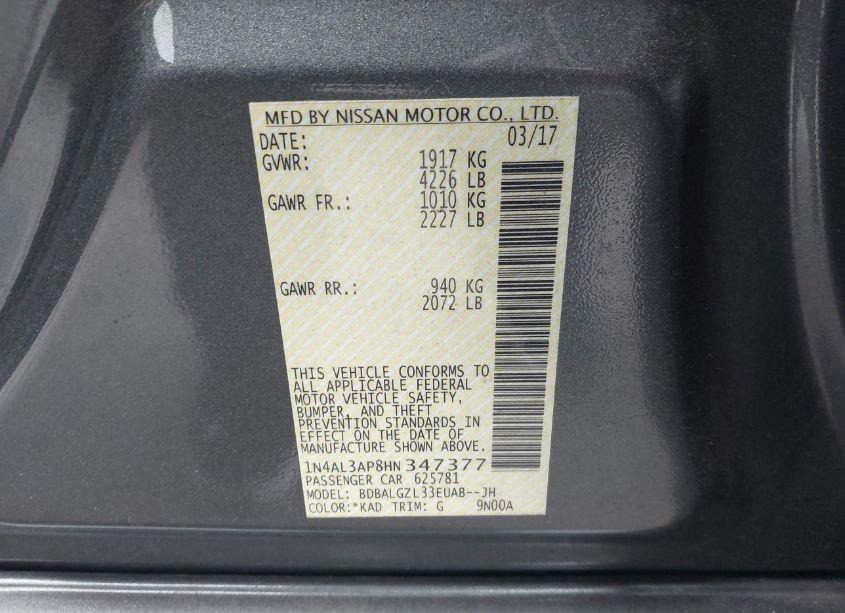 MFD BY NISSAN MOTOR CO., LTD.
DATE: 03/17
GVWR: 1917 KG
4226 LB
GAWR FR.: 1010 KG
2227 LB
GAWR RR.: 940 KG
2072 LB
THIS VEHICLE CONFORMS TO
ALL APPLICABLE FEDERAL
MOTOR VEHICLE SAFETY,
BUMPER, AND THEFT
PREVENTION STANDARDS IN
EFFECT ON THE DATE OF
MANUFACTURE SHOWN ABOVE.
1N4AL3AP8HN347377
PASSENGER CAR 625781
MODEL: BDBALGZL33EUAB--JH
COLOR:*KAD TRIM: G 9N00A